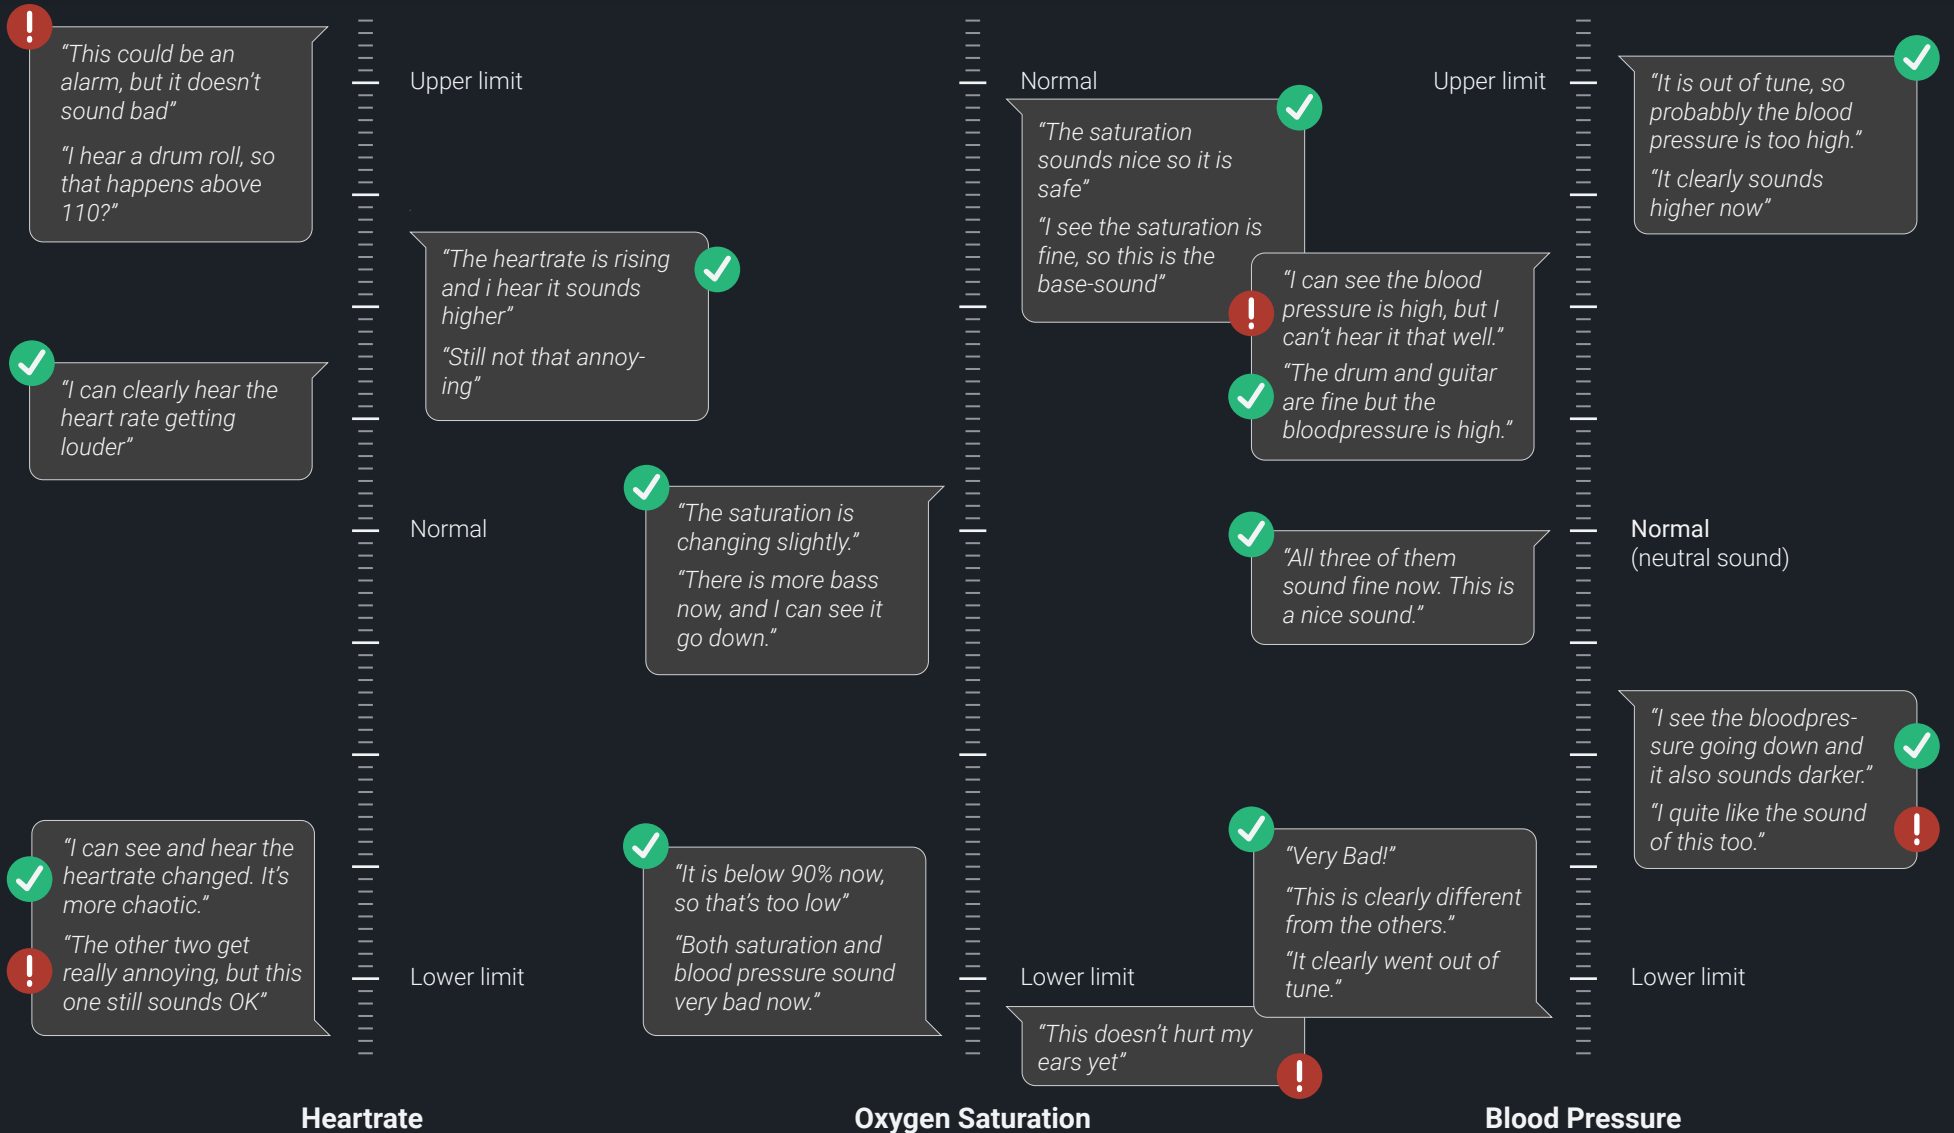 “This could be an
alarm, but it doesn’t
sound bad”
“I hear a drum roll, so
that happens above
110?”
Upper limit
“The heartrate is rising
and i hear it sounds
higher”
“Still not that annoy-
ing”
“I can clearly hear the
heart rate getting
louder”
Normal
“I can see and hear the
heartrate changed. It’s
more chaotic.”
“The other two get
really annoying, but this
one still sounds OK”
Lower limit
Heartrate
Normal
“The saturation
sounds nice so it is
safe”
“I see the saturation is
fine, so this is the
base-sound”
“The saturation is
changing slightly.”
“There is more bass
now, and I can see it
go down.”
“It is below 90% now,
so that’s too low”
“Both saturation and
blood pressure sound
very bad now.”
Lower limit
“This doesn’t hurt my
ears yet”
Oxygen Saturation
Upper limit
“It is out of tune, so
probabbly the blood
pressure is too high.”
“It clearly sounds
higher now”
“I can see the blood
pressure is high, but I
can’t hear it that well.”
“The drum and guitar
are fine but the
bloodpressure is high.”
Normal
(neutral sound)
“All three of them
sound fine now. This is
a nice sound.”
“I see the bloodpres-
sure going down and
it also sounds darker.”
“I quite like the sound
of this too.”
“Very Bad!”
“This is clearly different
from the others.”
“It clearly went out of
tune.”
Lower limit
Blood Pressure